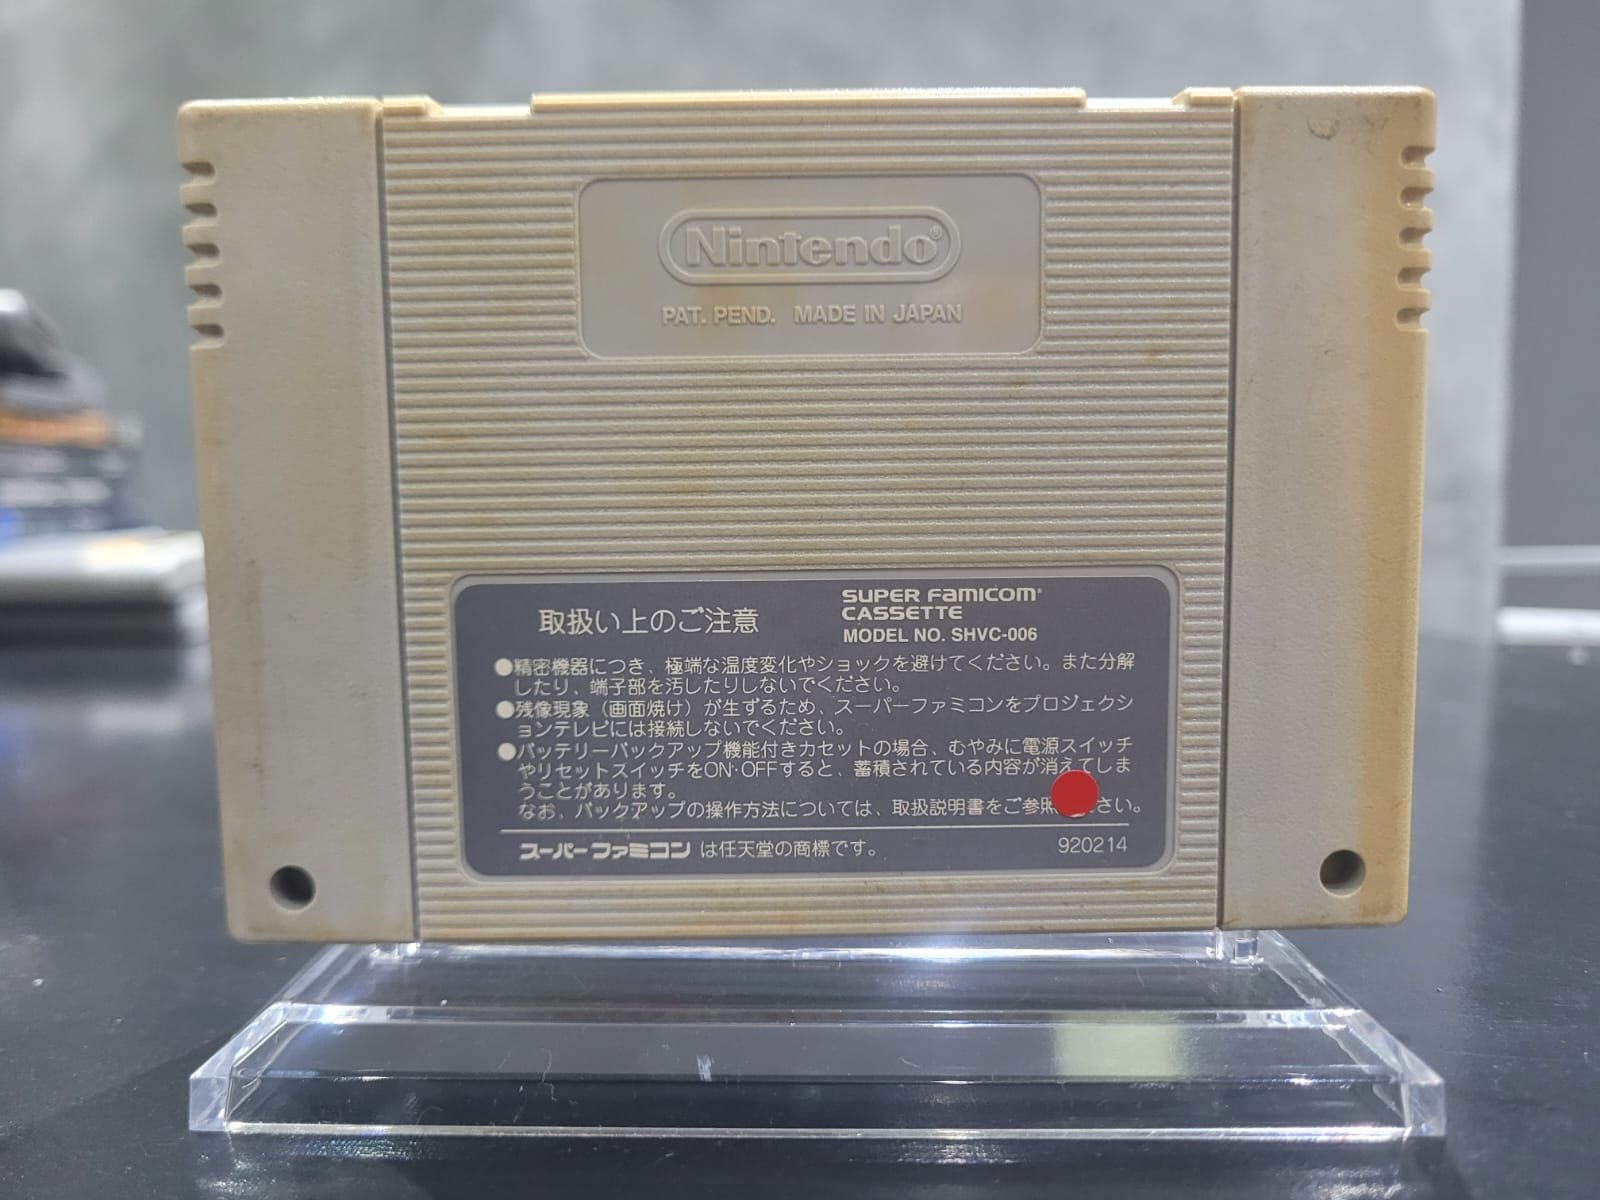 Nintendo®
PAT. PEND. MADE IN JAPAN
取扱い上のご注意
SUPER FAMICOM®
CASSETTE
MODEL NO. SHVC-006
●精密機器につき、極端な温度変化やショックを避けてください。また分解
したり、端子部を汚したりしないでください。
●残像現象（画面焼け）が生ずるため、スーパーファミコンをプロジェクシ
ョンテレビには接続しないでください。
●バッテリーバックアップ機能付きカセットの場合、むやみに電源スイッチ
やリセットスイッチをON·OFFすると、蓄積されている内容が消えてしま
うことがあります。
なお、バックアップの操作方法については、取扱説明書をご参照さい。
スーパーファミコン は任天堂の商標です。
920214